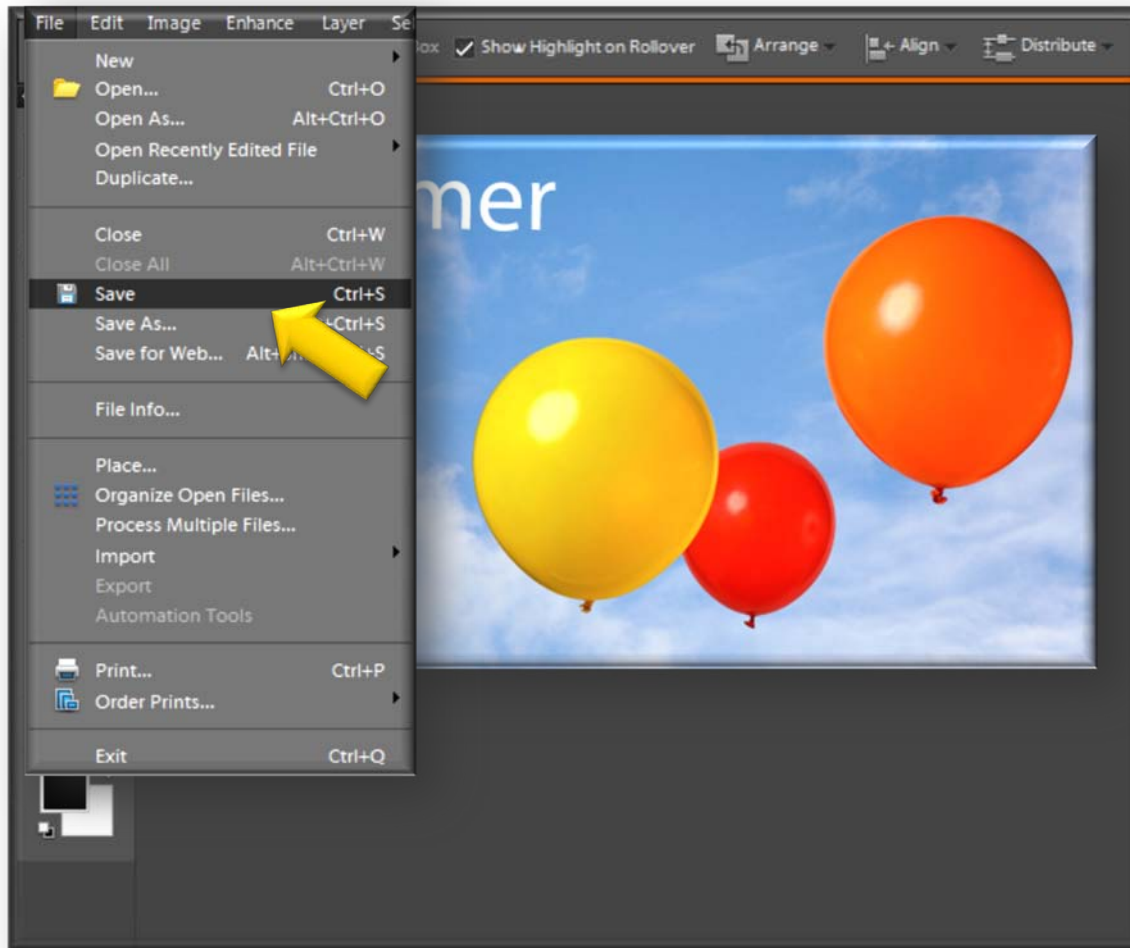 File Edit Image Enhance Layer
Show Highlight on Rollover Arrange Align Distribute
New
Open... Ctrl+O
Open As... Alt+Ctrl+O
Open Recently Edited File
Duplicate...
Close Ctrl+W
Close All Alt+Ctrl+W
Save Ctrl+S
Save As... +Ctrl+S
Save for Web... Alt+
File Info...
Place...
Organize Open Files...
Process Multiple Files...
Import
Export
Automation Tools
Print... Ctrl+P
Order Prints...
Exit Ctrl+Q
mer